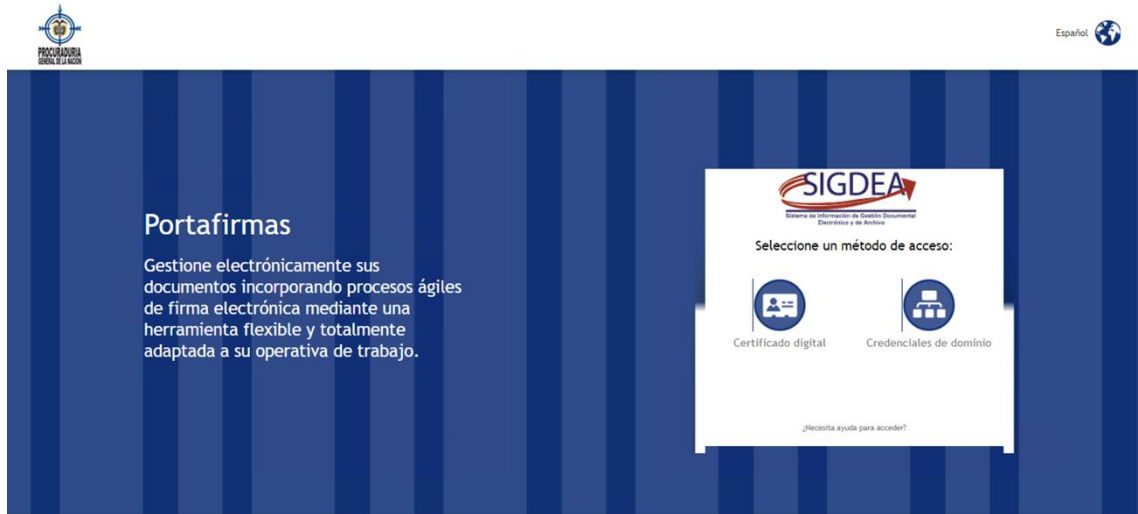 PROCURADURIA
GENERAL DE LA NACION
Español
Portafirmas
Gestione electrónicamente sus
documentos incorporando procesos ágiles
de firma electrónica mediante una
herramienta flexible y totalmente
adaptada a su operativa de trabajo.
SIGDEA
Sistema de Información de Gestión Documental
Electrónico y de Archivo
Seleccione un método de acceso:
Certificado digital
Credenciales de dominio
¿Necesita ayuda para acceder?